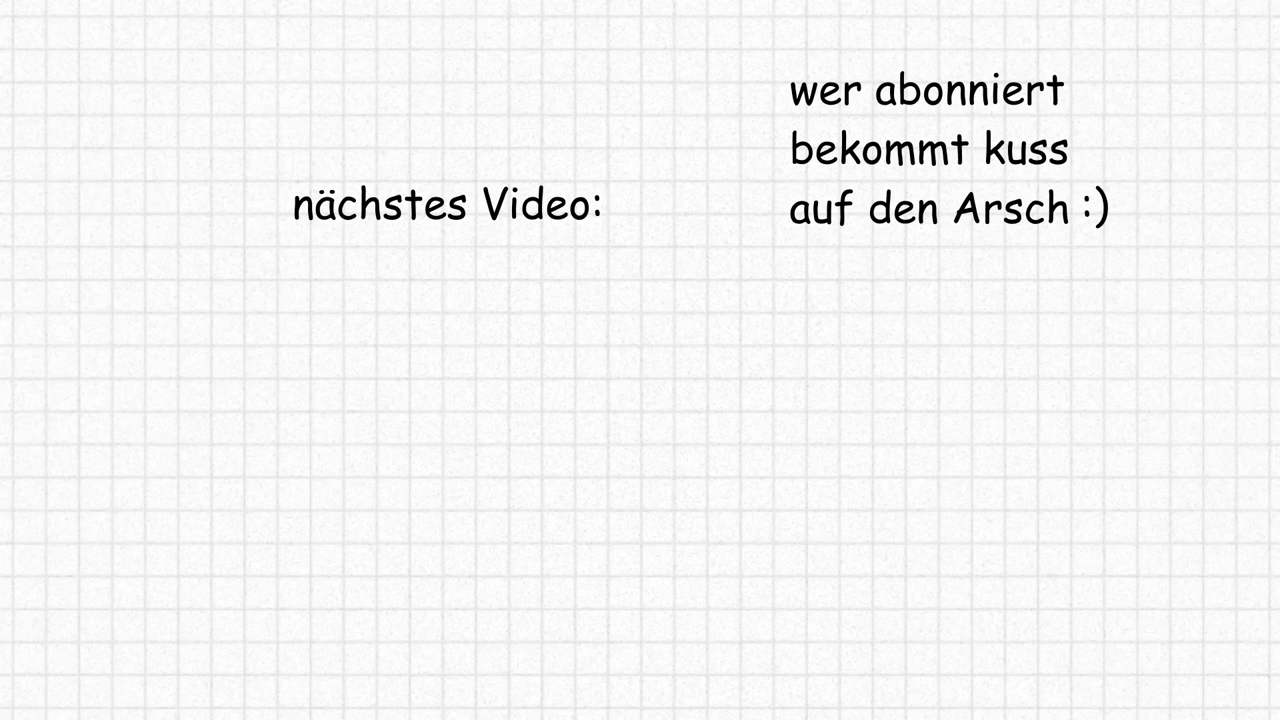 nächstes Video:
wer abonniert
bekommt kuss
auf den Arsch :)